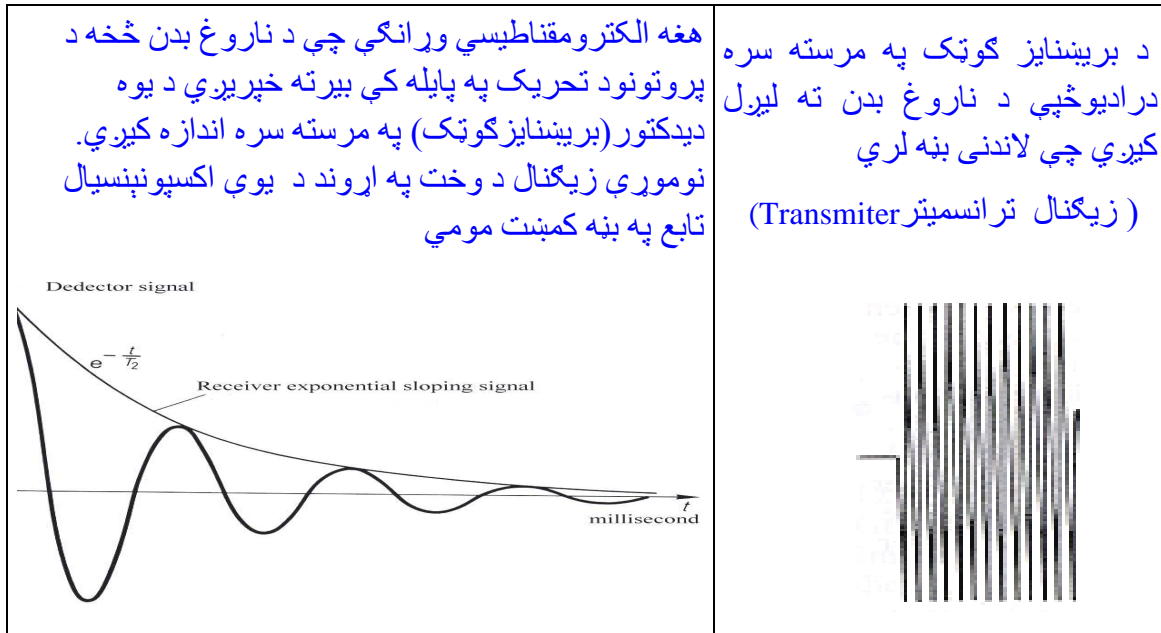 د بريښنايز ګوټک په مرسته سره
دراديوڅپې د ناروغ بدن ته ليږل
کيږي چې لاندنی بڼه لري
( زيګنال ترانسميترTransmiter)
هغه الکترومقناطيسي وړانګې چې د ناروغ بدن څخه د
پروتونود تحريک په پايله کې بيرته خپريږي د يوه
ديدکتور(بريښنايزګوټک) په مرسته سره اندازه کيږي.
نوموړې زيګنال د وخت په اړوند د يوې اکسپونېنسيال
تابع په بڼه کمښت مومي
Dedector signal
e^{-t/T₂}
Receiver exponential sloping signal
t
millisecond